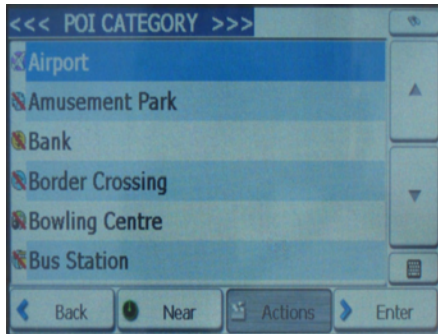 <<< POI CATEGORY >>>
Airport
Amusement Park
Bank
Border Crossing
Bowling Centre
Bus Station
Back Near Actions Enter